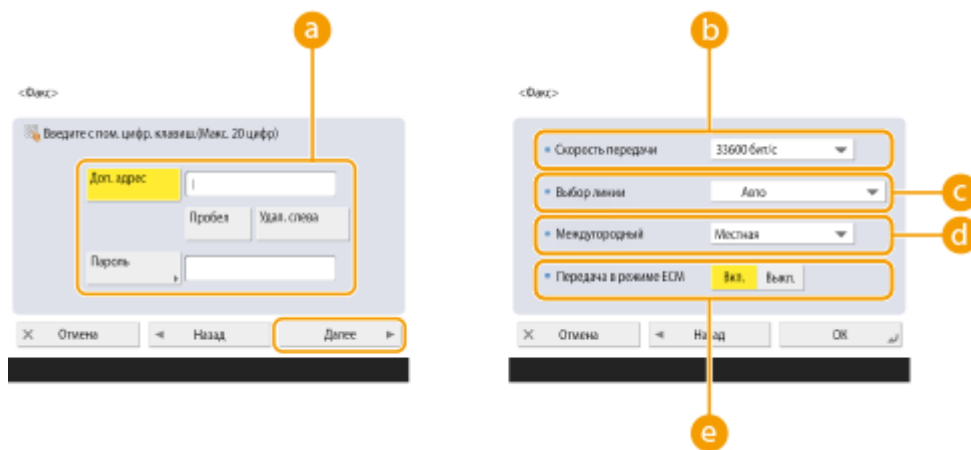 a
<Факс>
Введите с пом. цифр. клавиш.(Макс. 20 цифр)
Доп. адрес
Пробел Удал. слева
Пароль
Отмена Назад Далее
b
<Факс>
Скорость передачи 33600 бит/с
Выбор линии Авто
c
Междугородный Местная
d
Передача в режиме ECM Вкл. Выкл.
Отмена Назад OK
e